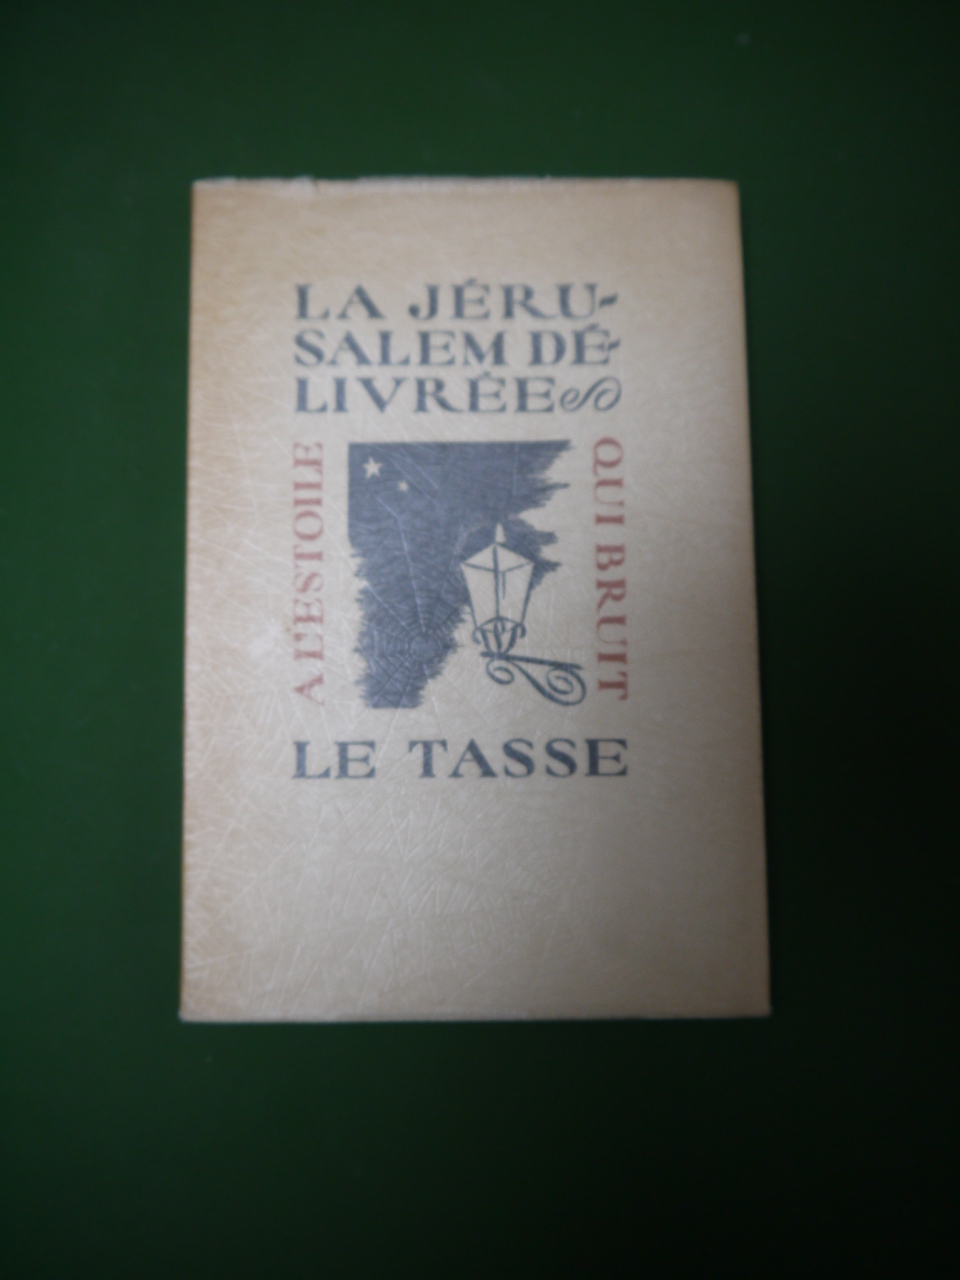 LA JÉRU-
SALEM DÉ-
LIVRÉE
A L'ESTOILE
QUI BRUIT
LE TASSE